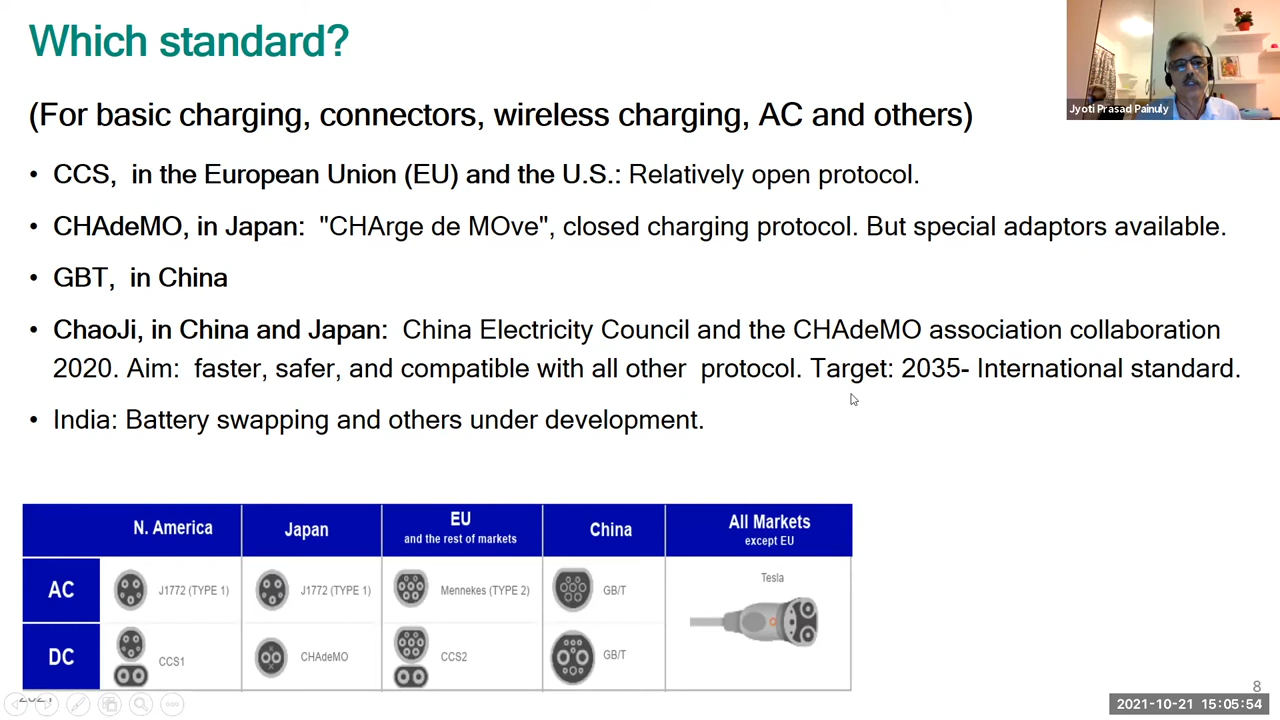 Which standard?
Jyoti Prasad Painuly
(For basic charging, connectors, wireless charging, AC and others)
• CCS, in the European Union (EU) and the U.S.: Relatively open protocol.
• CHAdeMO, in Japan: "CHArge de MOve", closed charging protocol. But special adaptors available.
• GBT, in China
• ChaoJi, in China and Japan: China Electricity Council and the CHAdeMO association collaboration
2020. Aim: faster, safer, and compatible with all other protocol. Target: 2035- International standard.
• India: Battery swapping and others under development.
N. America Japan EU China All Markets
and the rest of markets except EU
AC J1772 (TYPE 1) J1772 (TYPE 1) Mennekes (TYPE 2) GB/T Tesla
DC CCS1 CHAdeMO CCS2 GB/T
8
2021-10-21 15:05:54